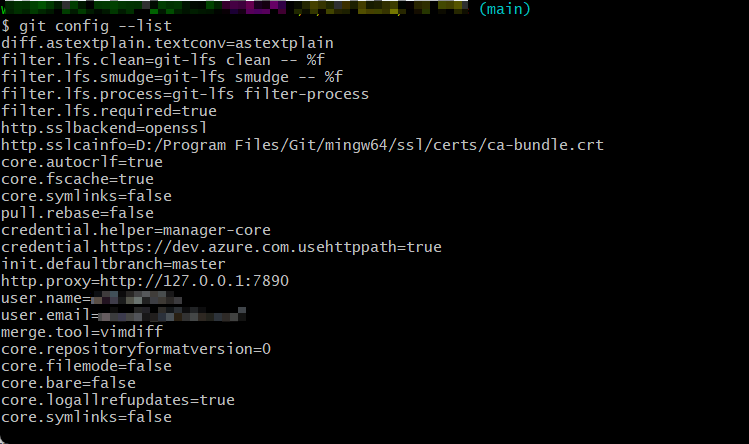 (main)
$ git config --list
diff.astextplain.textconv=astextplain
filter.lfs.clean=git-lfs clean -- %f
filter.lfs.smudge=git-lfs smudge -- %f
filter.lfs.process=git-lfs filter-process
filter.lfs.required=true
http.sslbackend=openssl
http.sslcainfo=D:/Program Files/Git/mingw64/ssl/certs/ca-bundle.crt
core.autocrlf=true
core.fscache=true
core.symlinks=false
pull.rebase=false
credential.helper=manager-core
credential.https://dev.azure.com.usehttppath=true
init.defaultbranch=master
http.proxy=http://127.0.0.1:7890
user.name=
user.email=
merge.tool=vimdiff
core.repositoryformatversion=0
core.filemode=false
core.bare=false
core.logallrefupdates=true
core.symlinks=false